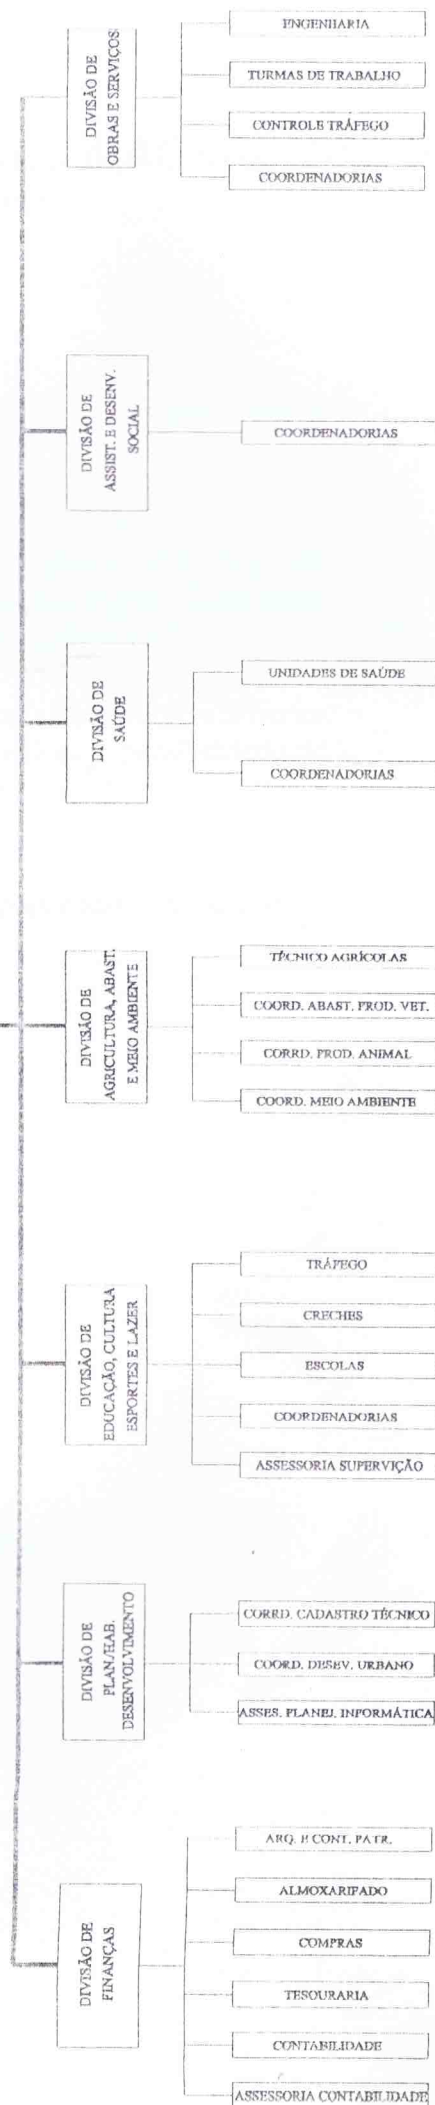 DIVISÃO DE
OBRAS E SERVIÇOS
ENGENHARIA
TURMAS DE TRABALHO
CONTROLE TRÁFEGO
COORDENADORIAS
DIVISÃO DE
ASSIST. E DESENV.
SOCIAL
COORDENADORIAS
DIVISÃO DE
SAÚDE
UNIDADES DE SAÚDE
COORDENADORIAS
DIVISÃO DE
AGRICULTURA, ABAST.
E MEIO AMBIENTE
TÉCNICO AGRÍCOLAS
COORD. ABAST. PROD. VET.
CORRD. PROD. ANIMAL
COORD. MEIO AMBIENTE
DIVISÃO DE
EDUCAÇÃO, CULTURA
ESPORTES E LAZER
TRÁFEGO
CRECHES
ESCOLAS
COORDENADORIAS
ASSESSORIA SUPERVIÇÃO
DIVISÃO DE
PLAN./HAB.
DESENVOLVIMENTO
CORRD. CADASTRO TÉCNICO
COORD. DESEV. URBANO
ASSES. PLANEJ. INFORMÁTICA
DIVISÃO DE
FINANÇAS
ARQ. E CONT. PATR.
ALMOXARIFADO
COMPRAS
TESOURARIA
CONTABILIDADE
ASSESSORIA CONTABILIDADE